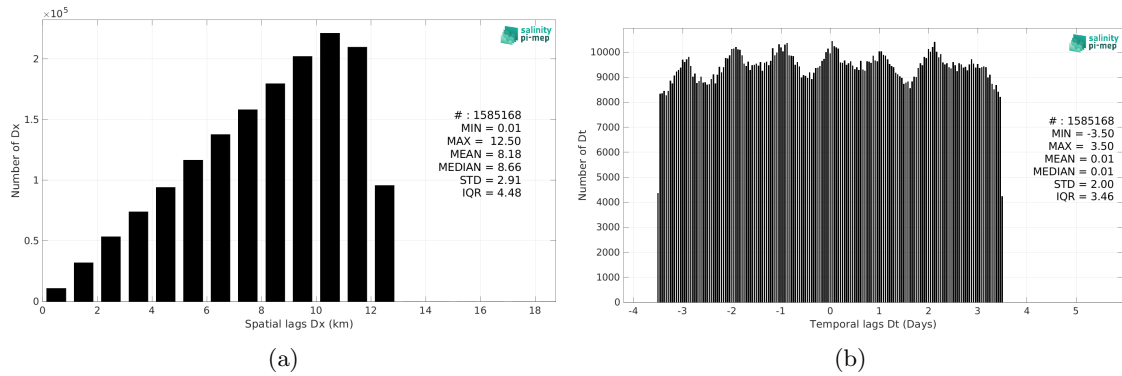 ×10^5
salinity
pi-mep
2
1.5
1
0.5
0
Number of Dx
# : 1585168
MIN = 0.01
MAX = 12.50
MEAN = 8.18
MEDIAN = 8.66
STD = 2.91
IQR = 4.48
0 2 4 6 8 10 12 14 16 18
Spatial lags Dx (km)
(a)
salinity
pi-mep
10000
9000
8000
7000
6000
5000
4000
3000
2000
1000
0
Number of Dt
# : 1585168
MIN = -3.50
MAX = 3.50
MEAN = 0.01
MEDIAN = 0.01
STD = 2.00
IQR = 3.46
-4 -3 -2 -1 0 1 2 3 4 5
Temporal lags Dt (Days)
(b)